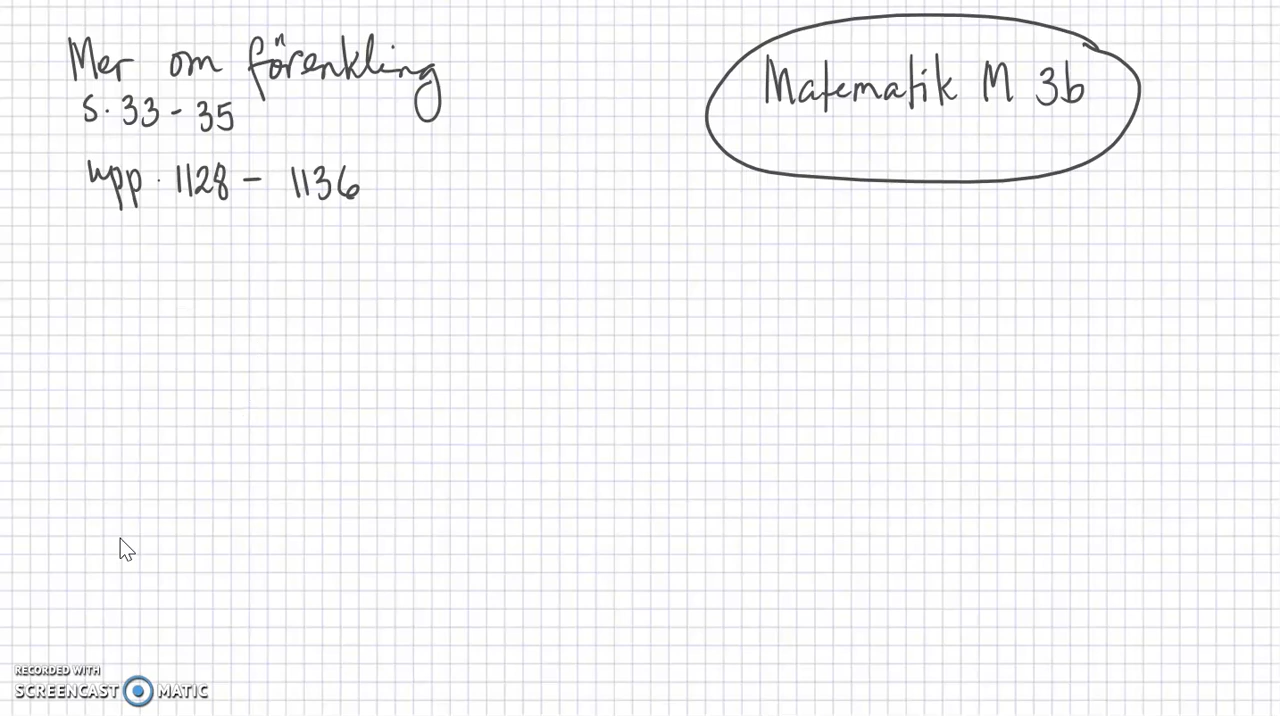 Mer om förenkling
s. 33 - 35
upp. 1128 - 1136
Matematik M 3b
RECORDED WITH
SCREENCAST MATIC